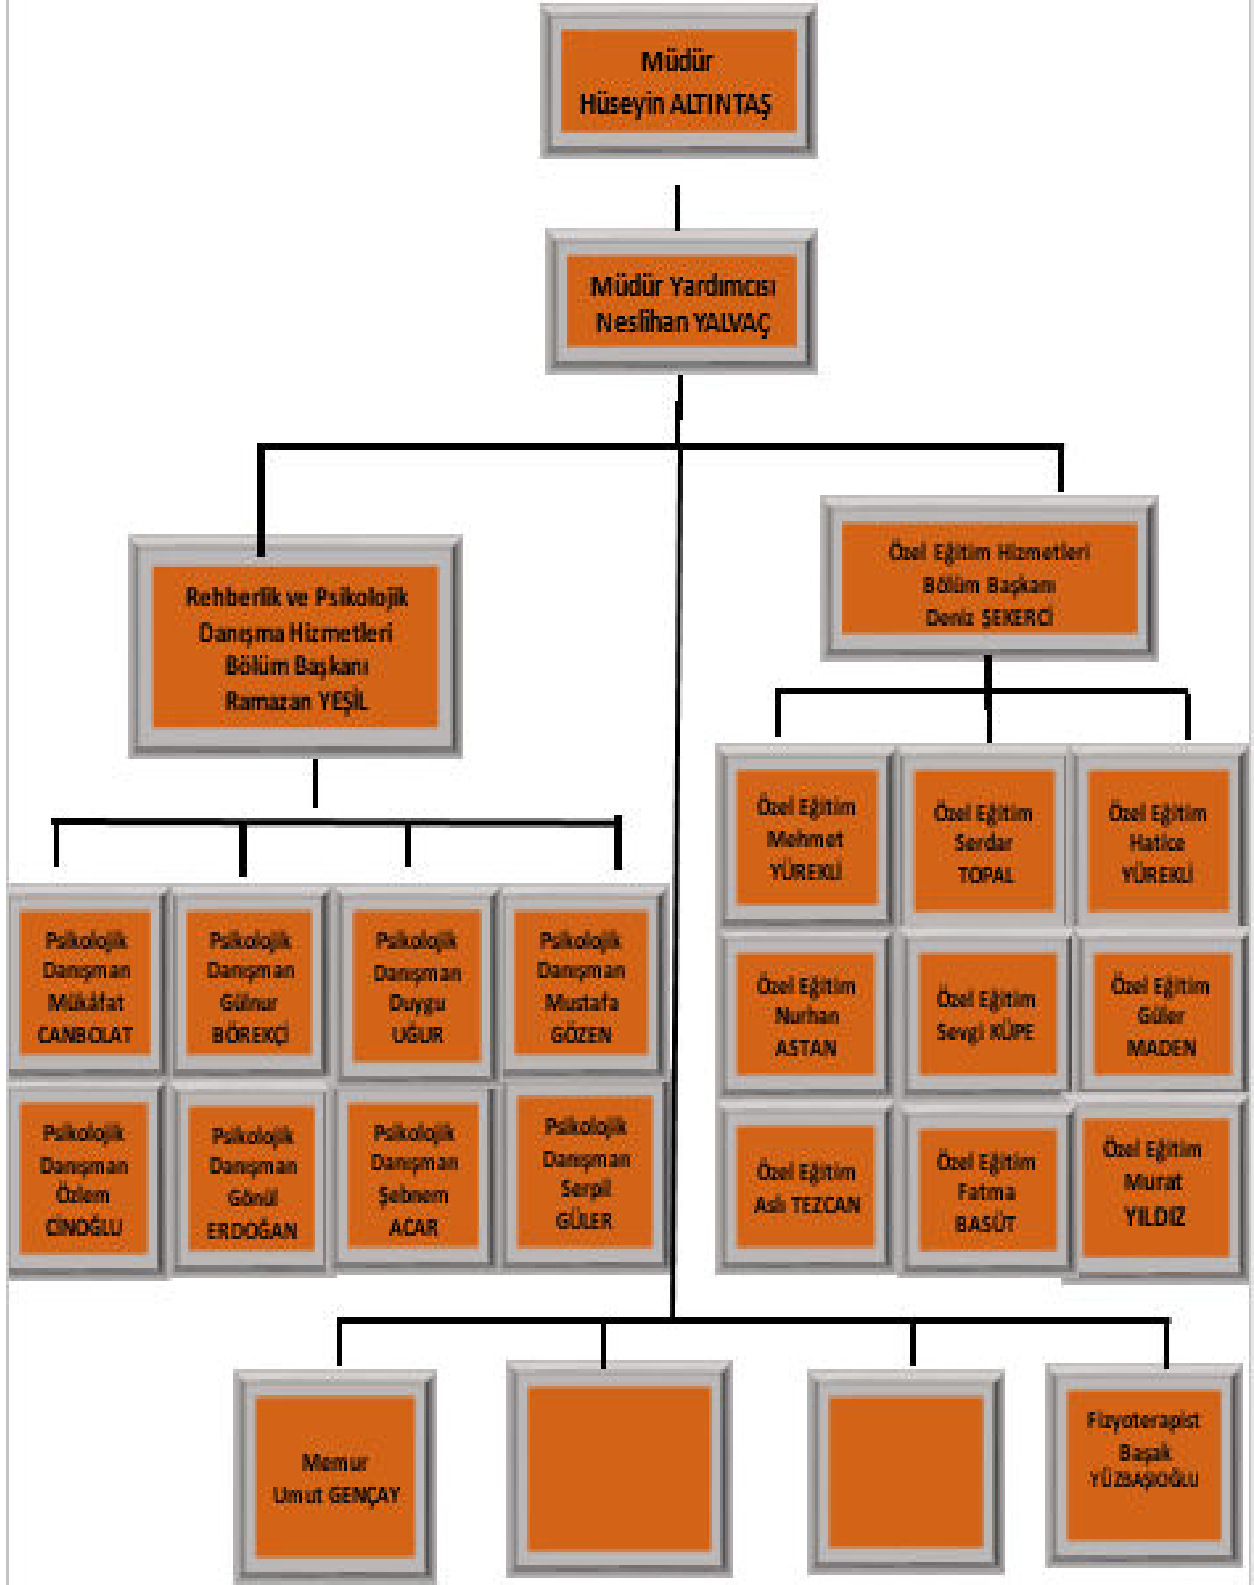 Müdür
Hüseyin ALTINTAŞ
Müdür Yardımcısı
Neslihan YALVAÇ
Rehberlik ve Psikolojik
Danışma Hizmetleri
Bölüm Başkanı
Ramazan YEŞİL
Özel Eğitim Hizmetleri
Bölüm Başkanı
Deniz ŞEKERCİ
Psikolojik
Danışman
Mükâfat
CANBOLAT
Psikolojik
Danışman
Gülnur
BÖREKÇİ
Psikolojik
Danışman
Duygu
UĞUR
Psikolojik
Danışman
Mustafa
GÖZEN
Psikolojik
Danışman
Özlem
CİNOĞLU
Psikolojik
Danışman
Gönül
ERDOĞAN
Psikolojik
Danışman
Şebnem
ACAR
Psikolojik
Danışman
Serpil
GÜLER
Özel Eğitim
Mehmet
YÜREKLİ
Özel Eğitim
Serdar
TOPAL
Özel Eğitim
Hatice
YÜREKLİ
Özel Eğitim
Nurhan
ASTAN
Özel Eğitim
Sevgi KÜPE
Özel Eğitim
Güler
MADEN
Özel Eğitim
Aslı TEZCAN
Özel Eğitim
Fatma
BASÜT
Özel Eğitim
Murat
YILDIZ
Memur
Umut GENÇAY
Fizyoterapist
Başak
YÜZBAŞIOĞLU